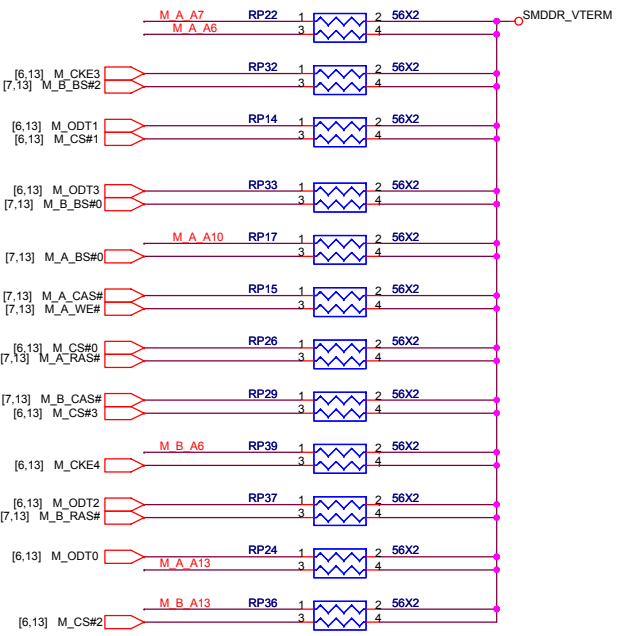 M_A_A7 RP22 1 2 56X2 SMDDR_VTERM
M_A_A6 3 4
[6,13] M_CKE3 RP32 1 2 56X2
[7,13] M_B_BS#2 3 4
[6,13] M_ODT1 RP14 1 2 56X2
[6,13] M_CS#1 3 4
[6,13] M_ODT3 RP33 1 2 56X2
[7,13] M_B_BS#0 3 4
M_A_A10 RP17 1 2 56X2
[7,13] M_A_BS#0 3 4
[7,13] M_A_CAS# RP15 1 2 56X2
[7,13] M_A_WE# 3 4
[6,13] M_CS#0 RP26 1 2 56X2
[7,13] M_A_RAS# 3 4
[7,13] M_B_CAS# RP29 1 2 56X2
[6,13] M_CS#3 3 4
M_B_A6 RP39 1 2 56X2
[6,13] M_CKE4 3 4
[6,13] M_ODT2 RP37 1 2 56X2
[7,13] M_B_RAS# 3 4
[6,13] M_ODT0 RP24 1 2 56X2
M_A_A13 3 4
M_B_A13 RP36 1 2 56X2
[6,13] M_CS#2 3 4